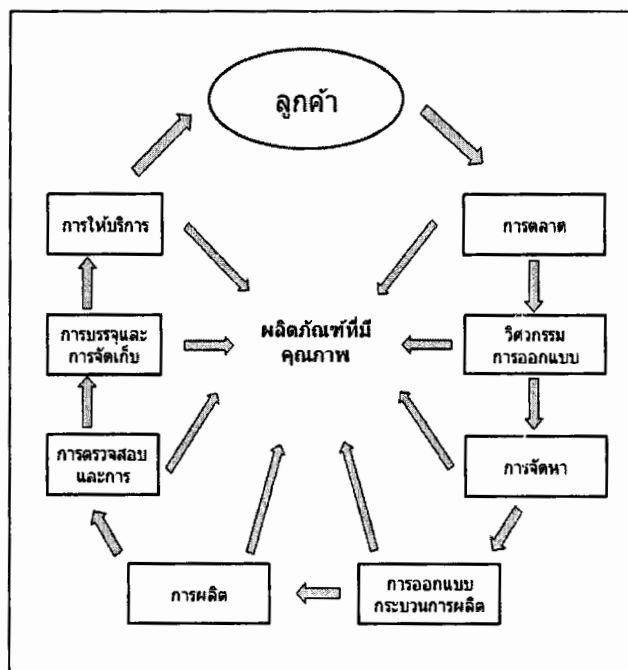 ลูกค้า
การตลาด
วิศวกรรม
การออกแบบ
การจัดหา
การออกแบบ
กระบวนการผลิต
การผลิต
การตรวจสอบ
และการ
การบรรจุและ
การจัดเก็บ
การให้บริการ
ผลิตภัณฑ์ที่มี
คุณภาพ